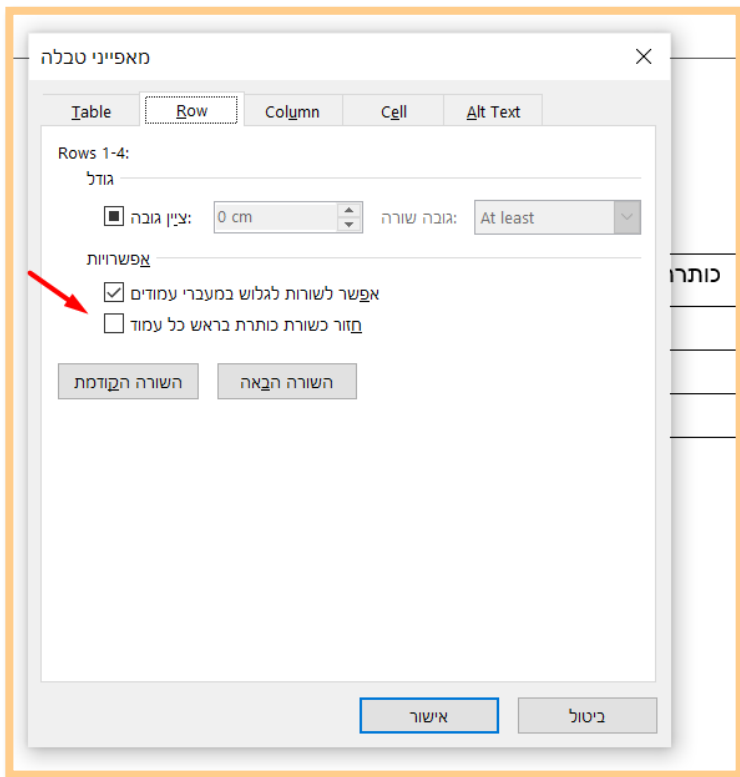 מאפייני טבלה
Table Row Column Cell Alt Text
Rows 1-4:
גודל
ציין גובה: 0 cm גובה שורה: At least
אפשרויות
אפשר לשורות לגלוש במעברי עמודים
חזור כשורת כותרת בראש כל עמוד
השורה הקודמת השורה הבאה
אישור ביטול